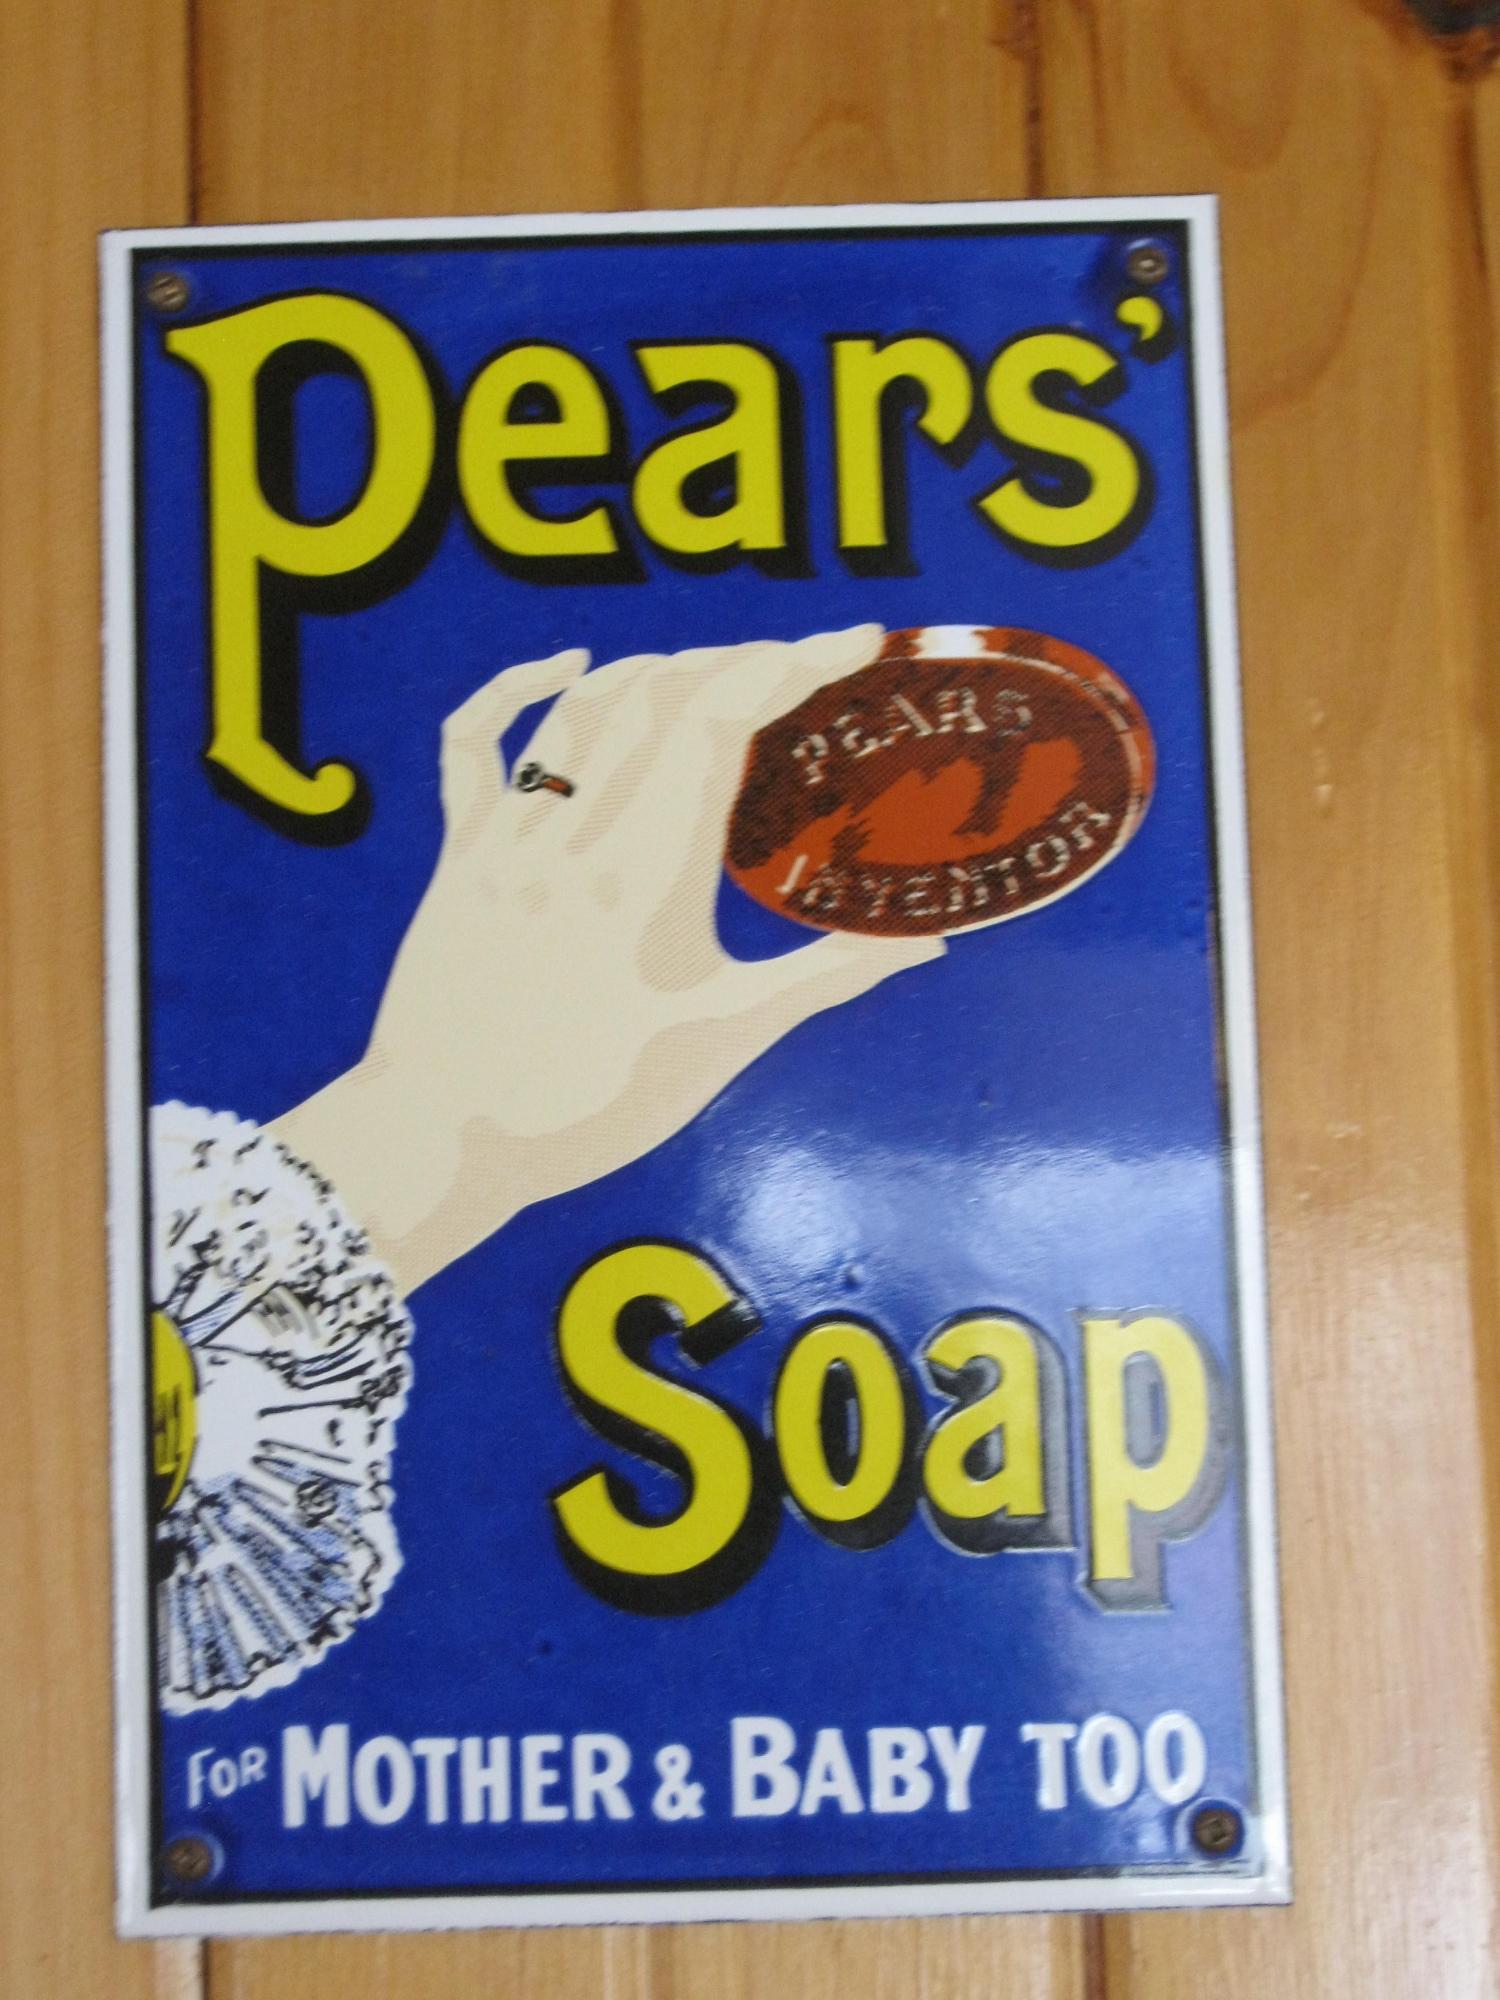 Pears'
PEARS
INVENTOR
Soap
FOR MOTHER & BABY TOO